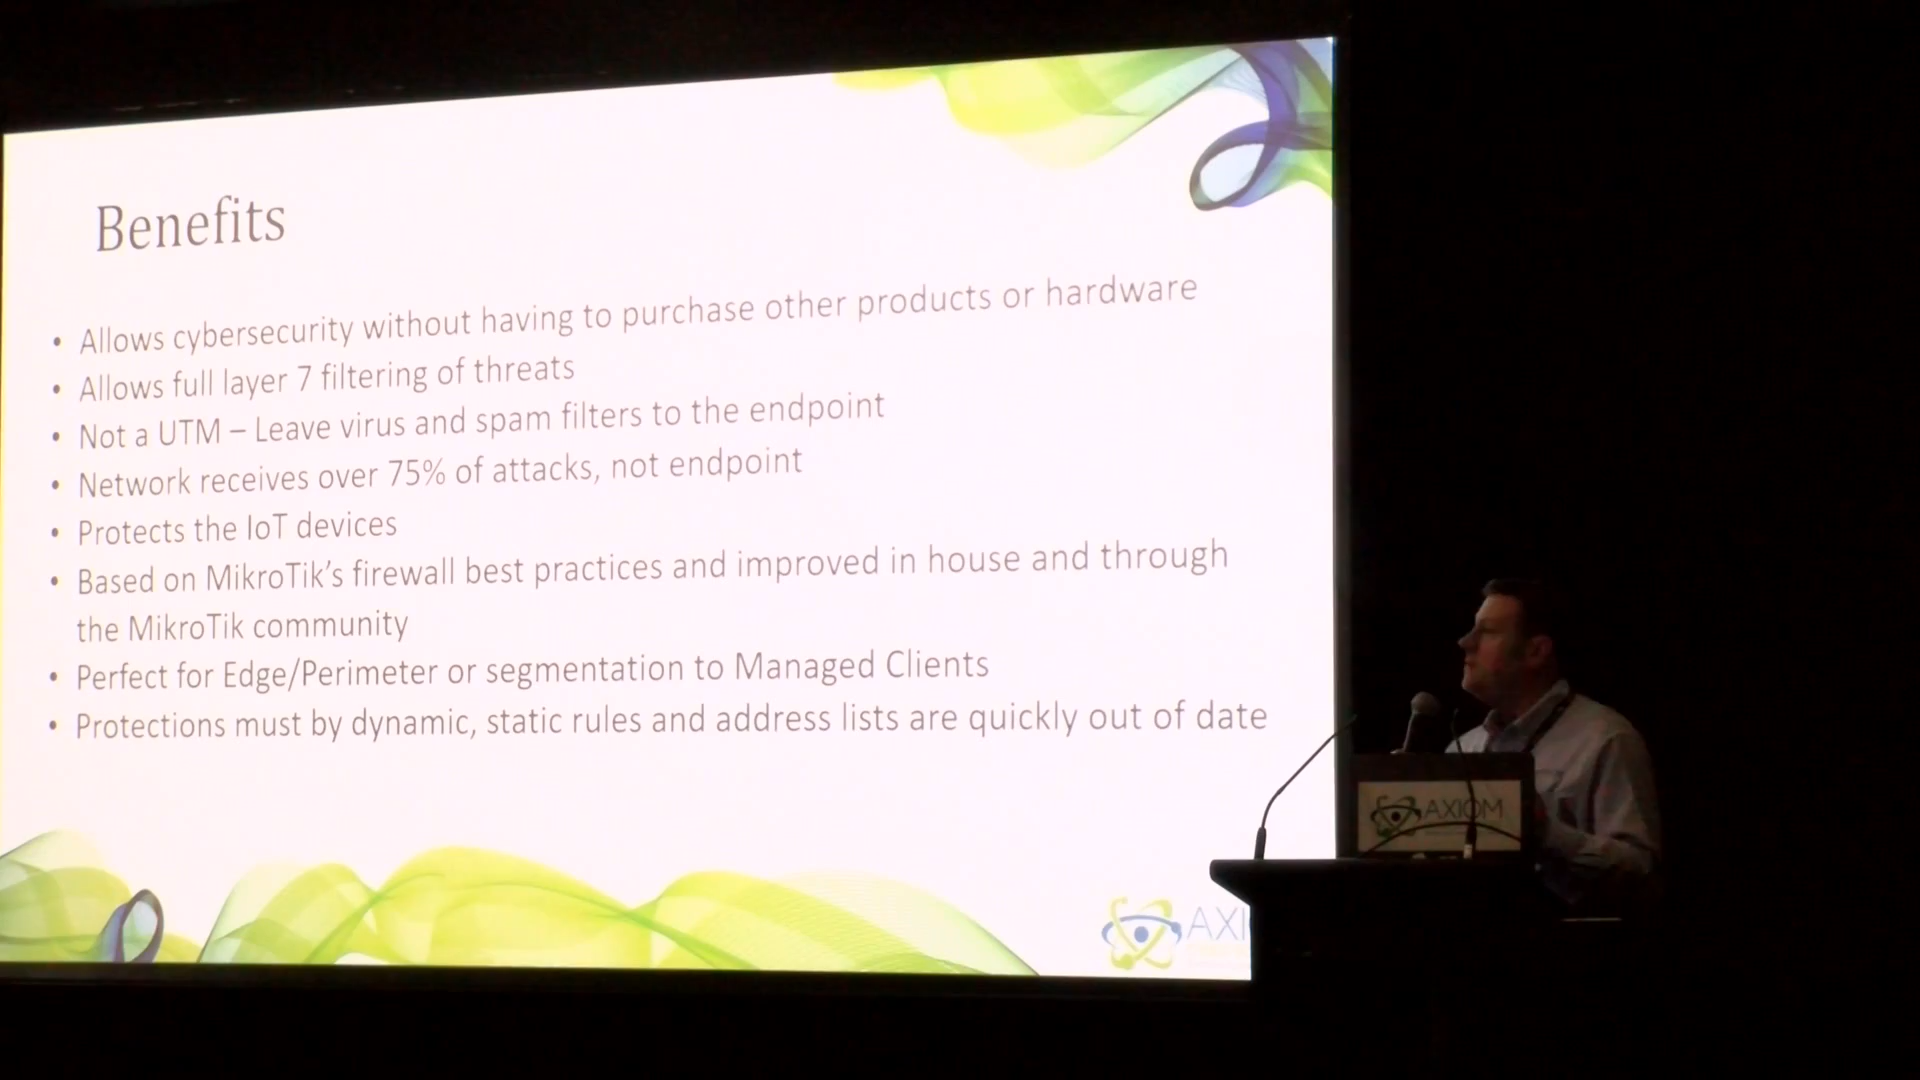 Benefits
• Allows cybersecurity without having to purchase other products or hardware
• Allows full layer 7 filtering of threats
• Not a UTM – Leave virus and spam filters to the endpoint
• Network receives over 75% of attacks, not endpoint
• Protects the IoT devices
• Based on MikroTik’s firewall best practices and improved in house and through
the MikroTik community
• Perfect for Edge/Perimeter or segmentation to Managed Clients
• Protections must by dynamic, static rules and address lists are quickly out of date
AXIOM
AXI